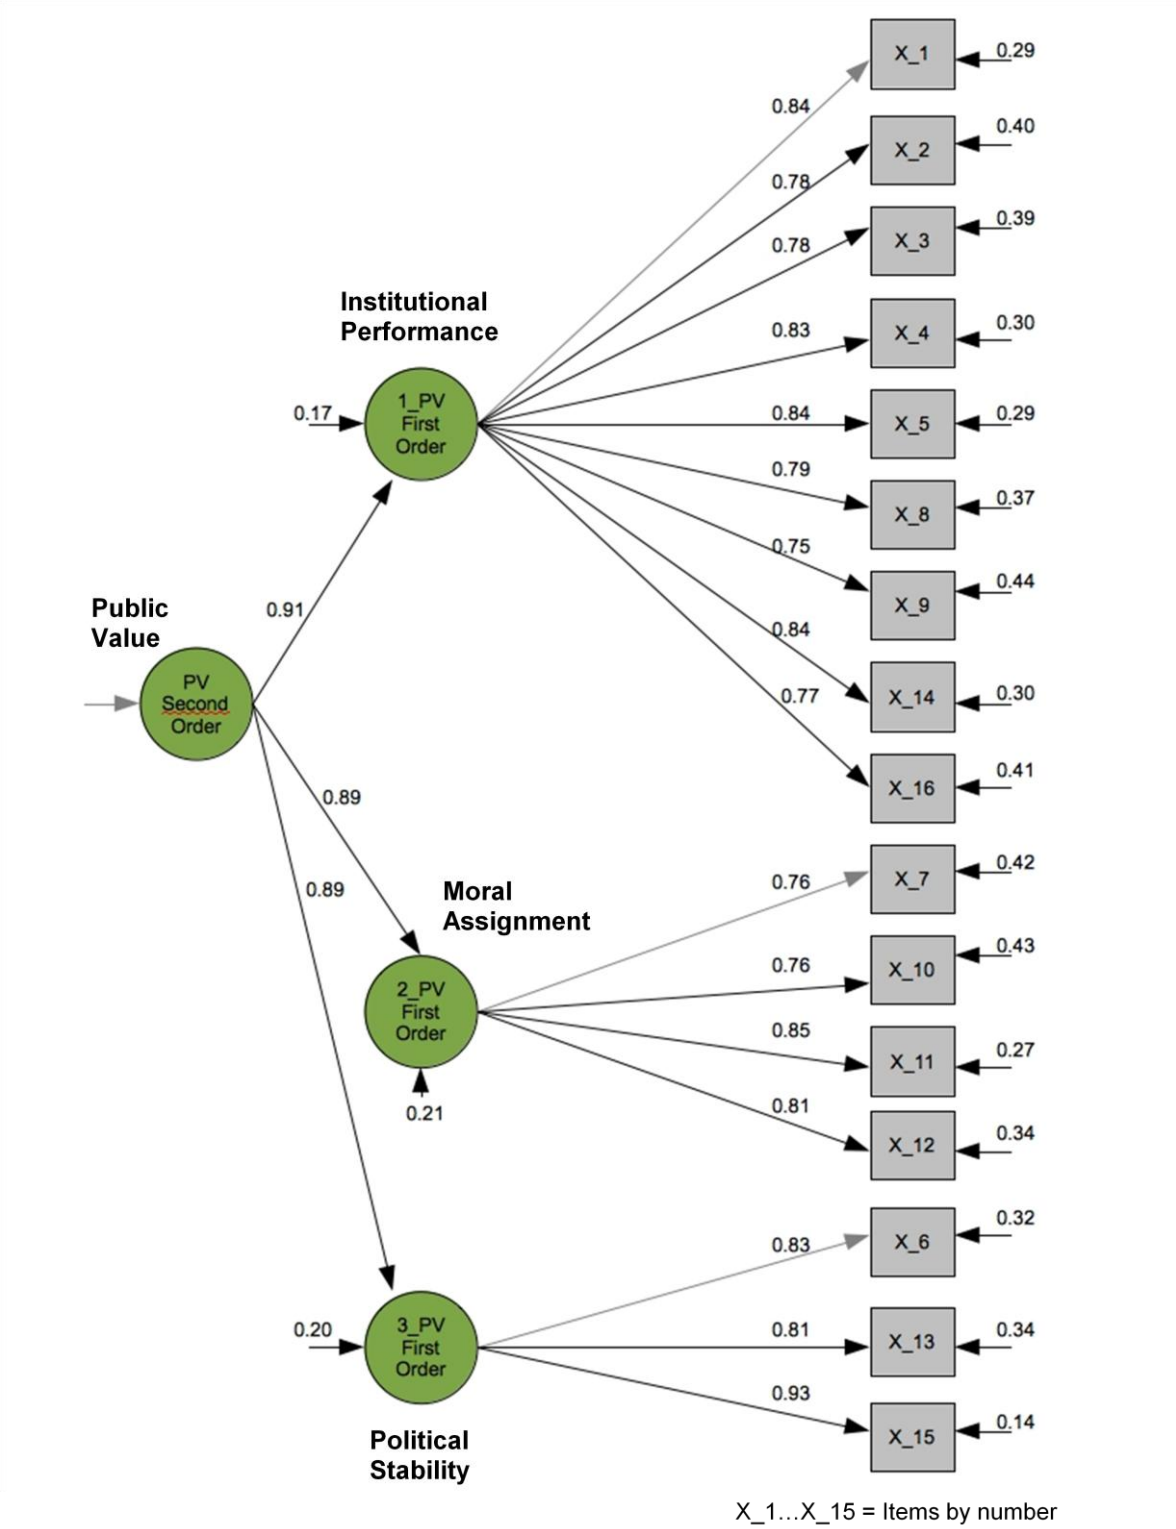 X_1
0.29
0.84
X_2
0.40
0.78
X_3
0.39
0.78
Institutional
Performance
X_4
0.30
0.83
1_PV
First
Order
0.17
X_5
0.29
0.84
X_8
0.37
0.79
X_9
0.44
0.75
X_14
0.30
0.84
X_16
0.41
0.77
Public
Value
0.91
PV
Second
Order
0.89
0.89
Moral
Assignment
X_7
0.42
0.76
2_PV
First
Order
0.21
X_10
0.43
0.76
X_11
0.27
0.85
X_12
0.34
0.81
X_6
0.32
0.83
3_PV
First
Order
0.20
X_13
0.34
0.81
X_15
0.14
0.93
Political
Stability
X_1…X_15 = Items by number